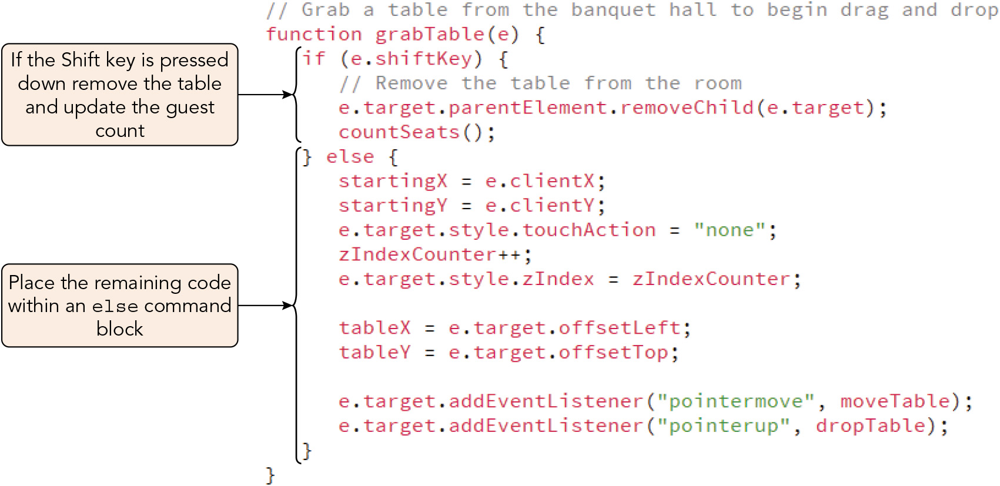 // Grab a table from the banquet hall to begin drag and drop
function grabTable(e) {
If the Shift key is pressed
down remove the table
and update the guest
count
if (e.shiftKey) {
// Remove the table from the room
e.target.parentElement.removeChild(e.target);
countSeats();
} else {
startingX = e.clientX;
startingY = e.clientY;
e.target.style.touchAction = "none";
zIndexCounter++;
e.target.style.zIndex = zIndexCounter;
Place the remaining code
within an else command
block
tableX = e.target.offsetLeft;
tableY = e.target.offsetTop;
e.target.addEventListener("pointermove", moveTable);
e.target.addEventListener("pointerup", dropTable);
}
}